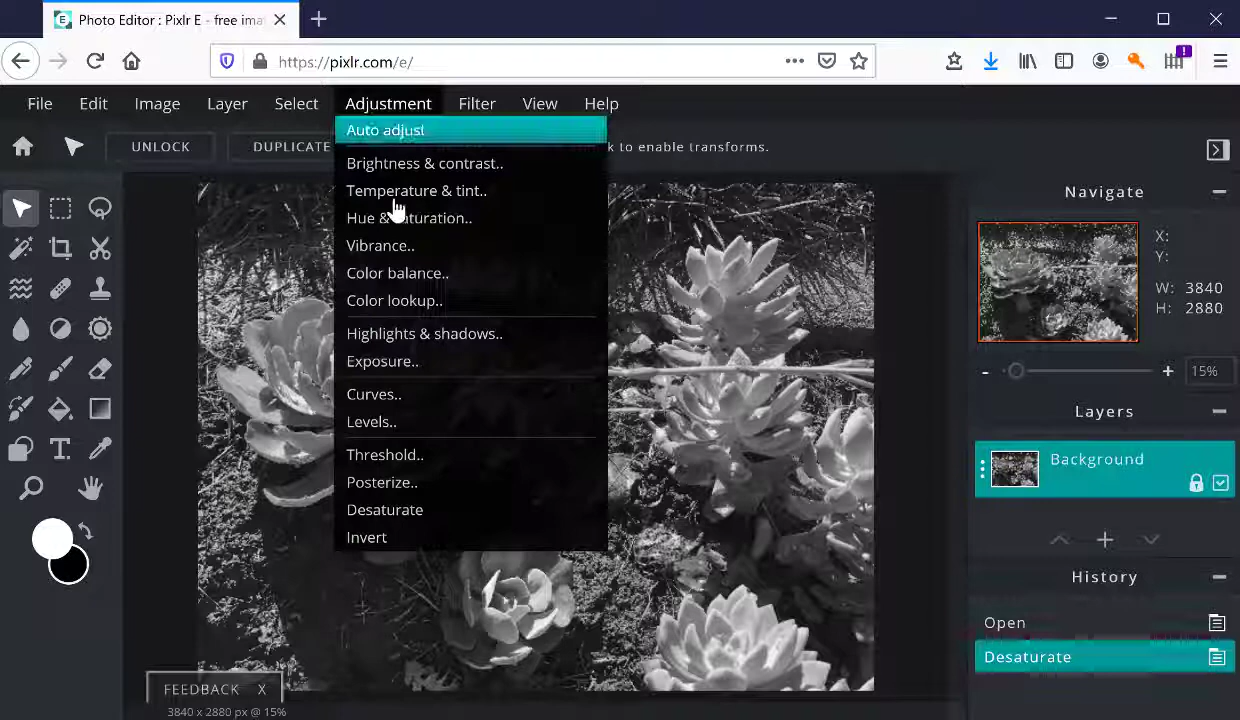 Photo Editor : Pixlr E - free ima
https://pixlr.com/e/
File Edit Image Layer Select Adjustment Filter View Help
UNLOCK DUPLICATE k to enable transforms.
Auto adjust
Brightness & contrast..
Temperature & tint..
Hue & saturation..
Vibrance..
Color balance..
Color lookup..
Highlights & shadows..
Exposure..
Curves..
Levels..
Threshold..
Posterize..
Desaturate
Invert
Navigate
X:
Y:
W: 3840
H: 2880
- + 15%
Layers
Background
History
Open
Desaturate
FEEDBACK X
3840 x 2880 px @ 15%